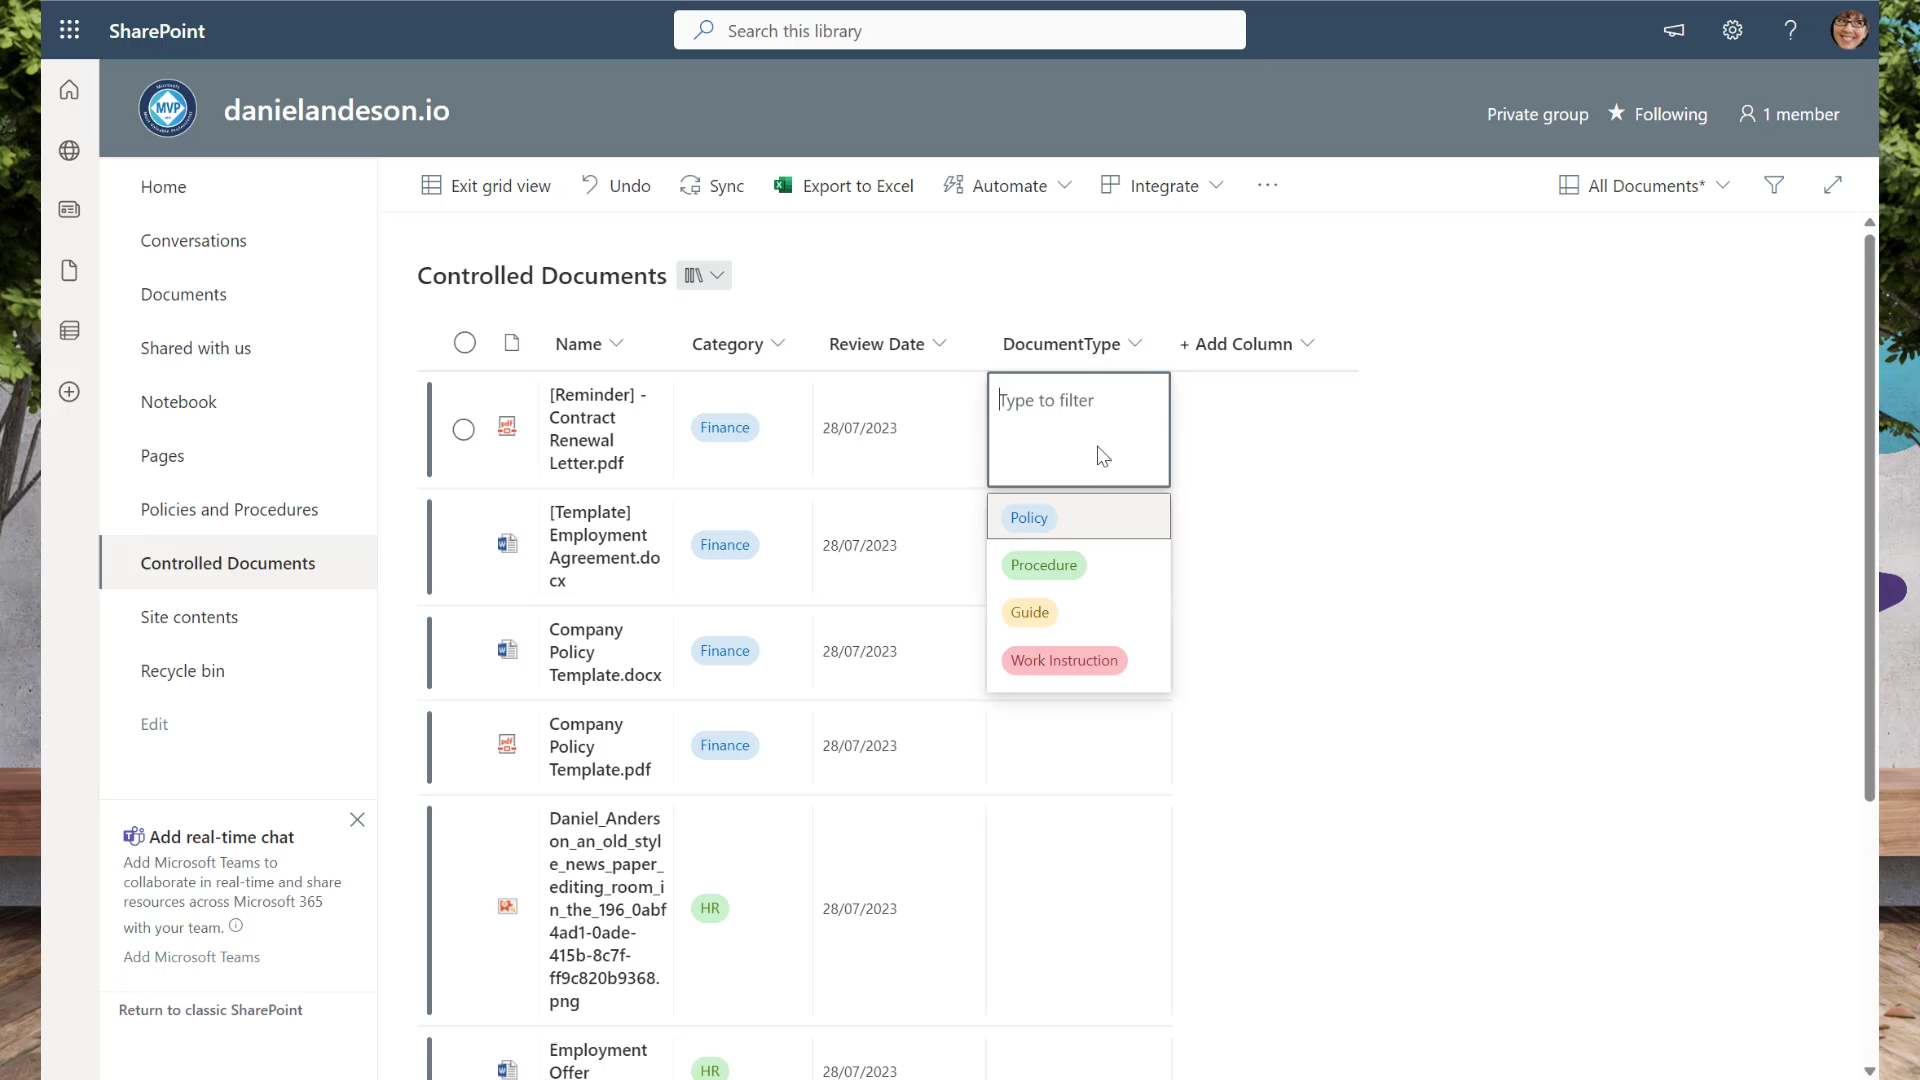 SharePoint
Search this library
MVP
danielandeson.io
Private group
Following
1 member
Home
Conversations
Documents
Shared with us
Notebook
Pages
Policies and Procedures
Controlled Documents
Site contents
Recycle bin
Edit
Add real-time chat
Add Microsoft Teams to
collaborate in real-time and share
resources across Microsoft 365
with your team.
Add Microsoft Teams
Return to classic SharePoint
Exit grid view
Undo
Sync
Export to Excel
Automate
Integrate
All Documents*
Controlled Documents
Name
Category
Review Date
DocumentType
+ Add Column
[Reminder] -
Contract
Renewal
Letter.pdf
Finance
28/07/2023
Type to filter
Policy
Procedure
Guide
Work Instruction
[Template]
Employment
Agreement.do
cx
Finance
28/07/2023
Company
Policy
Template.docx
Finance
28/07/2023
Company
Policy
Template.pdf
Finance
28/07/2023
Daniel_Anders
on_an_old_styl
e_news_paper_
editing_room_i
n_the_196_0abf
4ad1-0ade-
415b-8c7f-
ff9c820b9368.
png
HR
28/07/2023
Employment
Offer
HR
28/07/2023